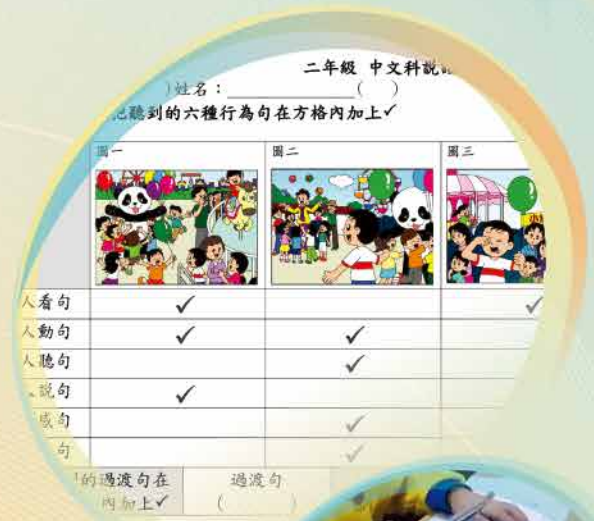 二年級 中文科說
)姓名：＿＿＿＿＿( )
把聽到的六種行為句在方格內加上✓
圖一 圖二 圖三
人看句 ✓ ✓
人動句 ✓ ✓
人聽句 ✓
說句 ✓
感句 ✓
句 ✓
的過渡句在 過渡句
內加上✓ ( )